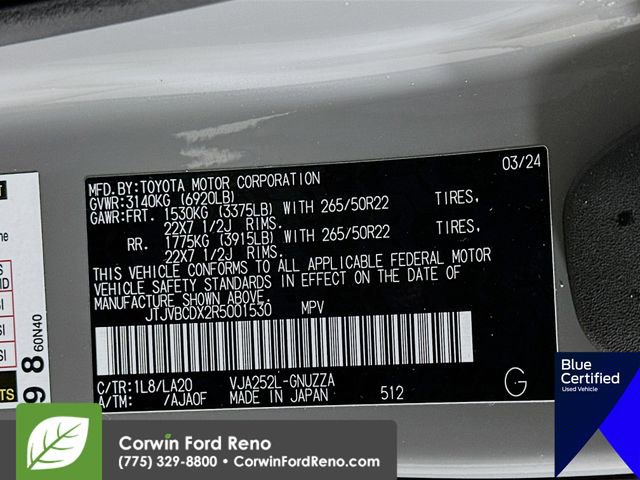 03/24
MFD.BY:TOYOTA MOTOR CORPORATION
GVWR:3140KG (6920LB)
GAWR:FRT. 1530KG (3375LB) WITH 265/50R22 TIRES,
22X7 1/2J RIMS.
RR. 1775KG (3915LB) WITH 265/50R22 TIRES,
22X7 1/2J RIMS.
THIS VEHICLE CONFORMS TO ALL APPLICABLE FEDERAL MOTOR
VEHICLE SAFETY STANDARDS IN EFFECT ON THE DATE OF
MANUFACTURE SHOWN ABOVE.
JTJVBCDX2R5001530 MPV
C/TR:1L8/LA20 VJA252L-GNUZZA
A/TM: /AJA0F MADE IN JAPAN 512 G
98
60N40
Blue
Certified
Used Vehicle
Corwin Ford Reno
(775) 329-8800 • CorwinFordReno.com